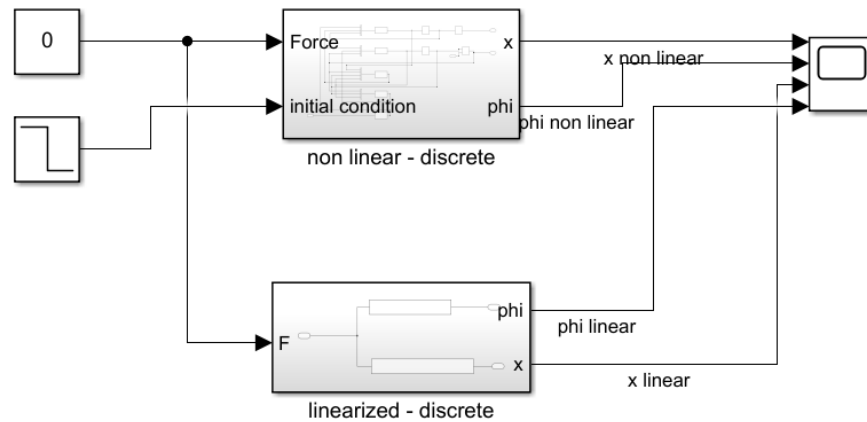 0
Force
x
initial condition
phi
x non linear
phi non linear
non linear - discrete
F
phi
x
phi linear
x linear
linearized - discrete